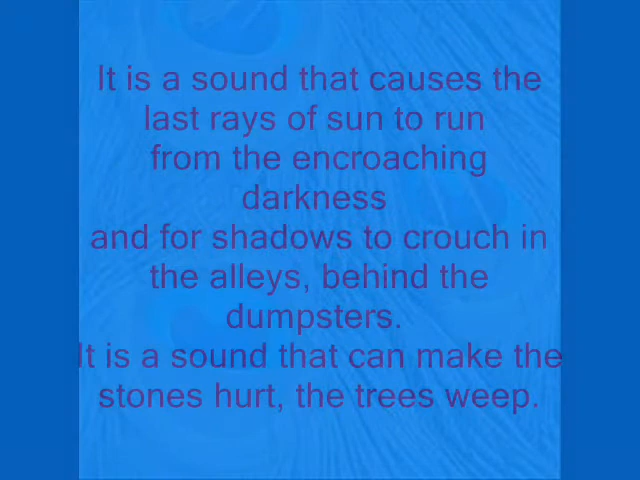 It is a sound that causes the
last rays of sun to run
from the encroaching
darkness
and for shadows to crouch in
the alleys, behind the
dumpsters.
It is a sound that can make the
stones hurt, the trees weep.